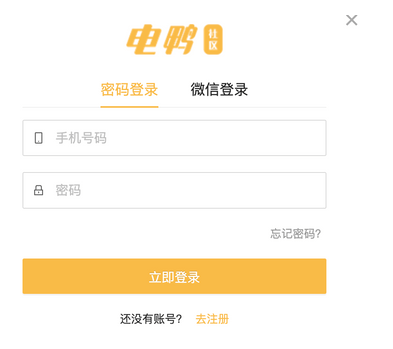 电鸭 社区
密码登录 微信登录
手机号码
密码
忘记密码?
立即登录
还没有账号? 去注册